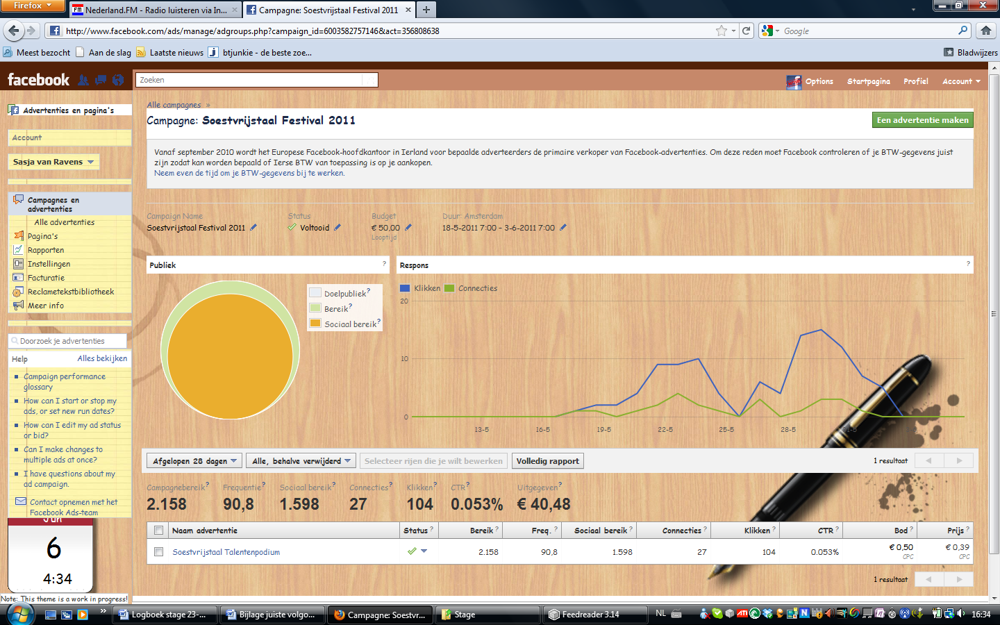 Firefox
Nederland.FM - Radio luisteren via In...
Campagne: Soestvrijstaal Festival 2011
http://www.facebook.com/ads/manage/adgroups.php?campaign_id=6003582757146&act=356808638
Google
Meest bezocht
Aan de slag
Laatste nieuws
btjunkie - de beste zoe...
Bladwijzers
facebook
Zoeken
Options
Startpagina
Profiel
Account
Advertenties en pagina's
Account
Sasja van Ravens
Campagnes en
advertenties
Alle advertenties
Pagina's
Rapporten
Instellingen
Facturatie
Reclametekstbibliotheek
Meer info
Doorzoek je advertenties
Help
Alles bekijken
Campaign performance
glossary
How can I start or stop my
ads, or set new run dates?
How can I edit my ad status
or bid?
Can I make changes to
multiple ads at once?
I have questions about my
ad campaign.
Contact opnemen met het
Facebook Ads-team
Jun
6
4:34
Note: This theme is a work in progress!
Alle campagnes »
Campagne: Soestvrijstaal Festival 2011
Een advertentie maken
Vanaf september 2010 wordt het Europese Facebook-hoofdkantoor in Ierland voor bepaalde adverteerders de primaire verkoper van Facebook-advertenties. Om deze reden moet Facebook controleren of je BTW-gegevens juist
zijn zodat kan worden bepaald of Ierse BTW van toepassing is op je aankopen.
Neem even de tijd om je BTW-gegevens bij te werken.
Campaign Name
Soestvrijstaal Festival 2011
Status
Voltooid
Budget
€ 50,00
Looptijd
Duur: Amsterdam
18-5-2011 7:00 – 3-6-2011 7:00
Publiek ?
Doelpubliek?
Bereik?
Sociaal bereik?
Respons ?
Klikken
Connecties
20
10
0
13-5 16-5 19-5 22-5 25-5 28-5 31-5
Afgelopen 28 dagen
Alle, behalve verwijderd
Selecteer rijen die je wilt bewerken
Volledig rapport
1 resultaat
Campagnebereik? Frequentie? Sociaal bereik? Connecties? Klikken? CTR? Uitgegeven?
2.158 90,8 1.598 27 104 0.053% € 40,48
Naam advertentie Status ? Bereik ? Freq. ? Sociaal bereik ? Connecties ? Klikken ? CTR ? Bod ? Prijs ?
Soestvrijstaal Talentenpodium 2.158 90,8 1.598 27 104 0.053% € 0,50 € 0,39
CPC CPC
1 resultaat
Logboek stage 23-...
Bijlage juiste volgo...
Campagne: Soestvr...
Stage
Feedreader 3.14
NL
16:34